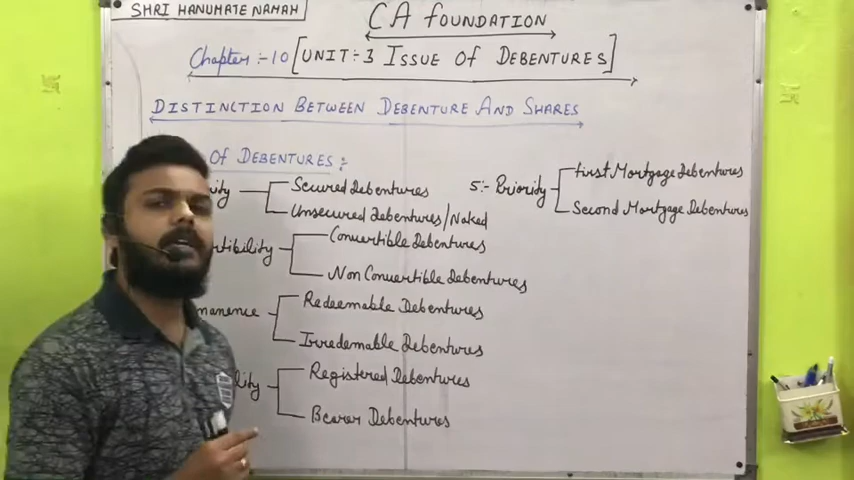 SHRI HANUMATE NAMAH
CA FOUNDATION
Chapter :- 10 [UNIT :- 3 ISSUE OF DEBENTURES]
DISTINCTION BETWEEN DEBENTURE AND SHARES
OF DEBENTURES :-
Secured Debentures
Unsecured debentures/Naked
Convertible Debentures
Non Convertible Debentures
Redeemable Debentures
Irredemable Debentures
Registered Debentures
Bearer Debentures
5:- Priority
First Mortgage Debentures
Second Mortgage Debentures